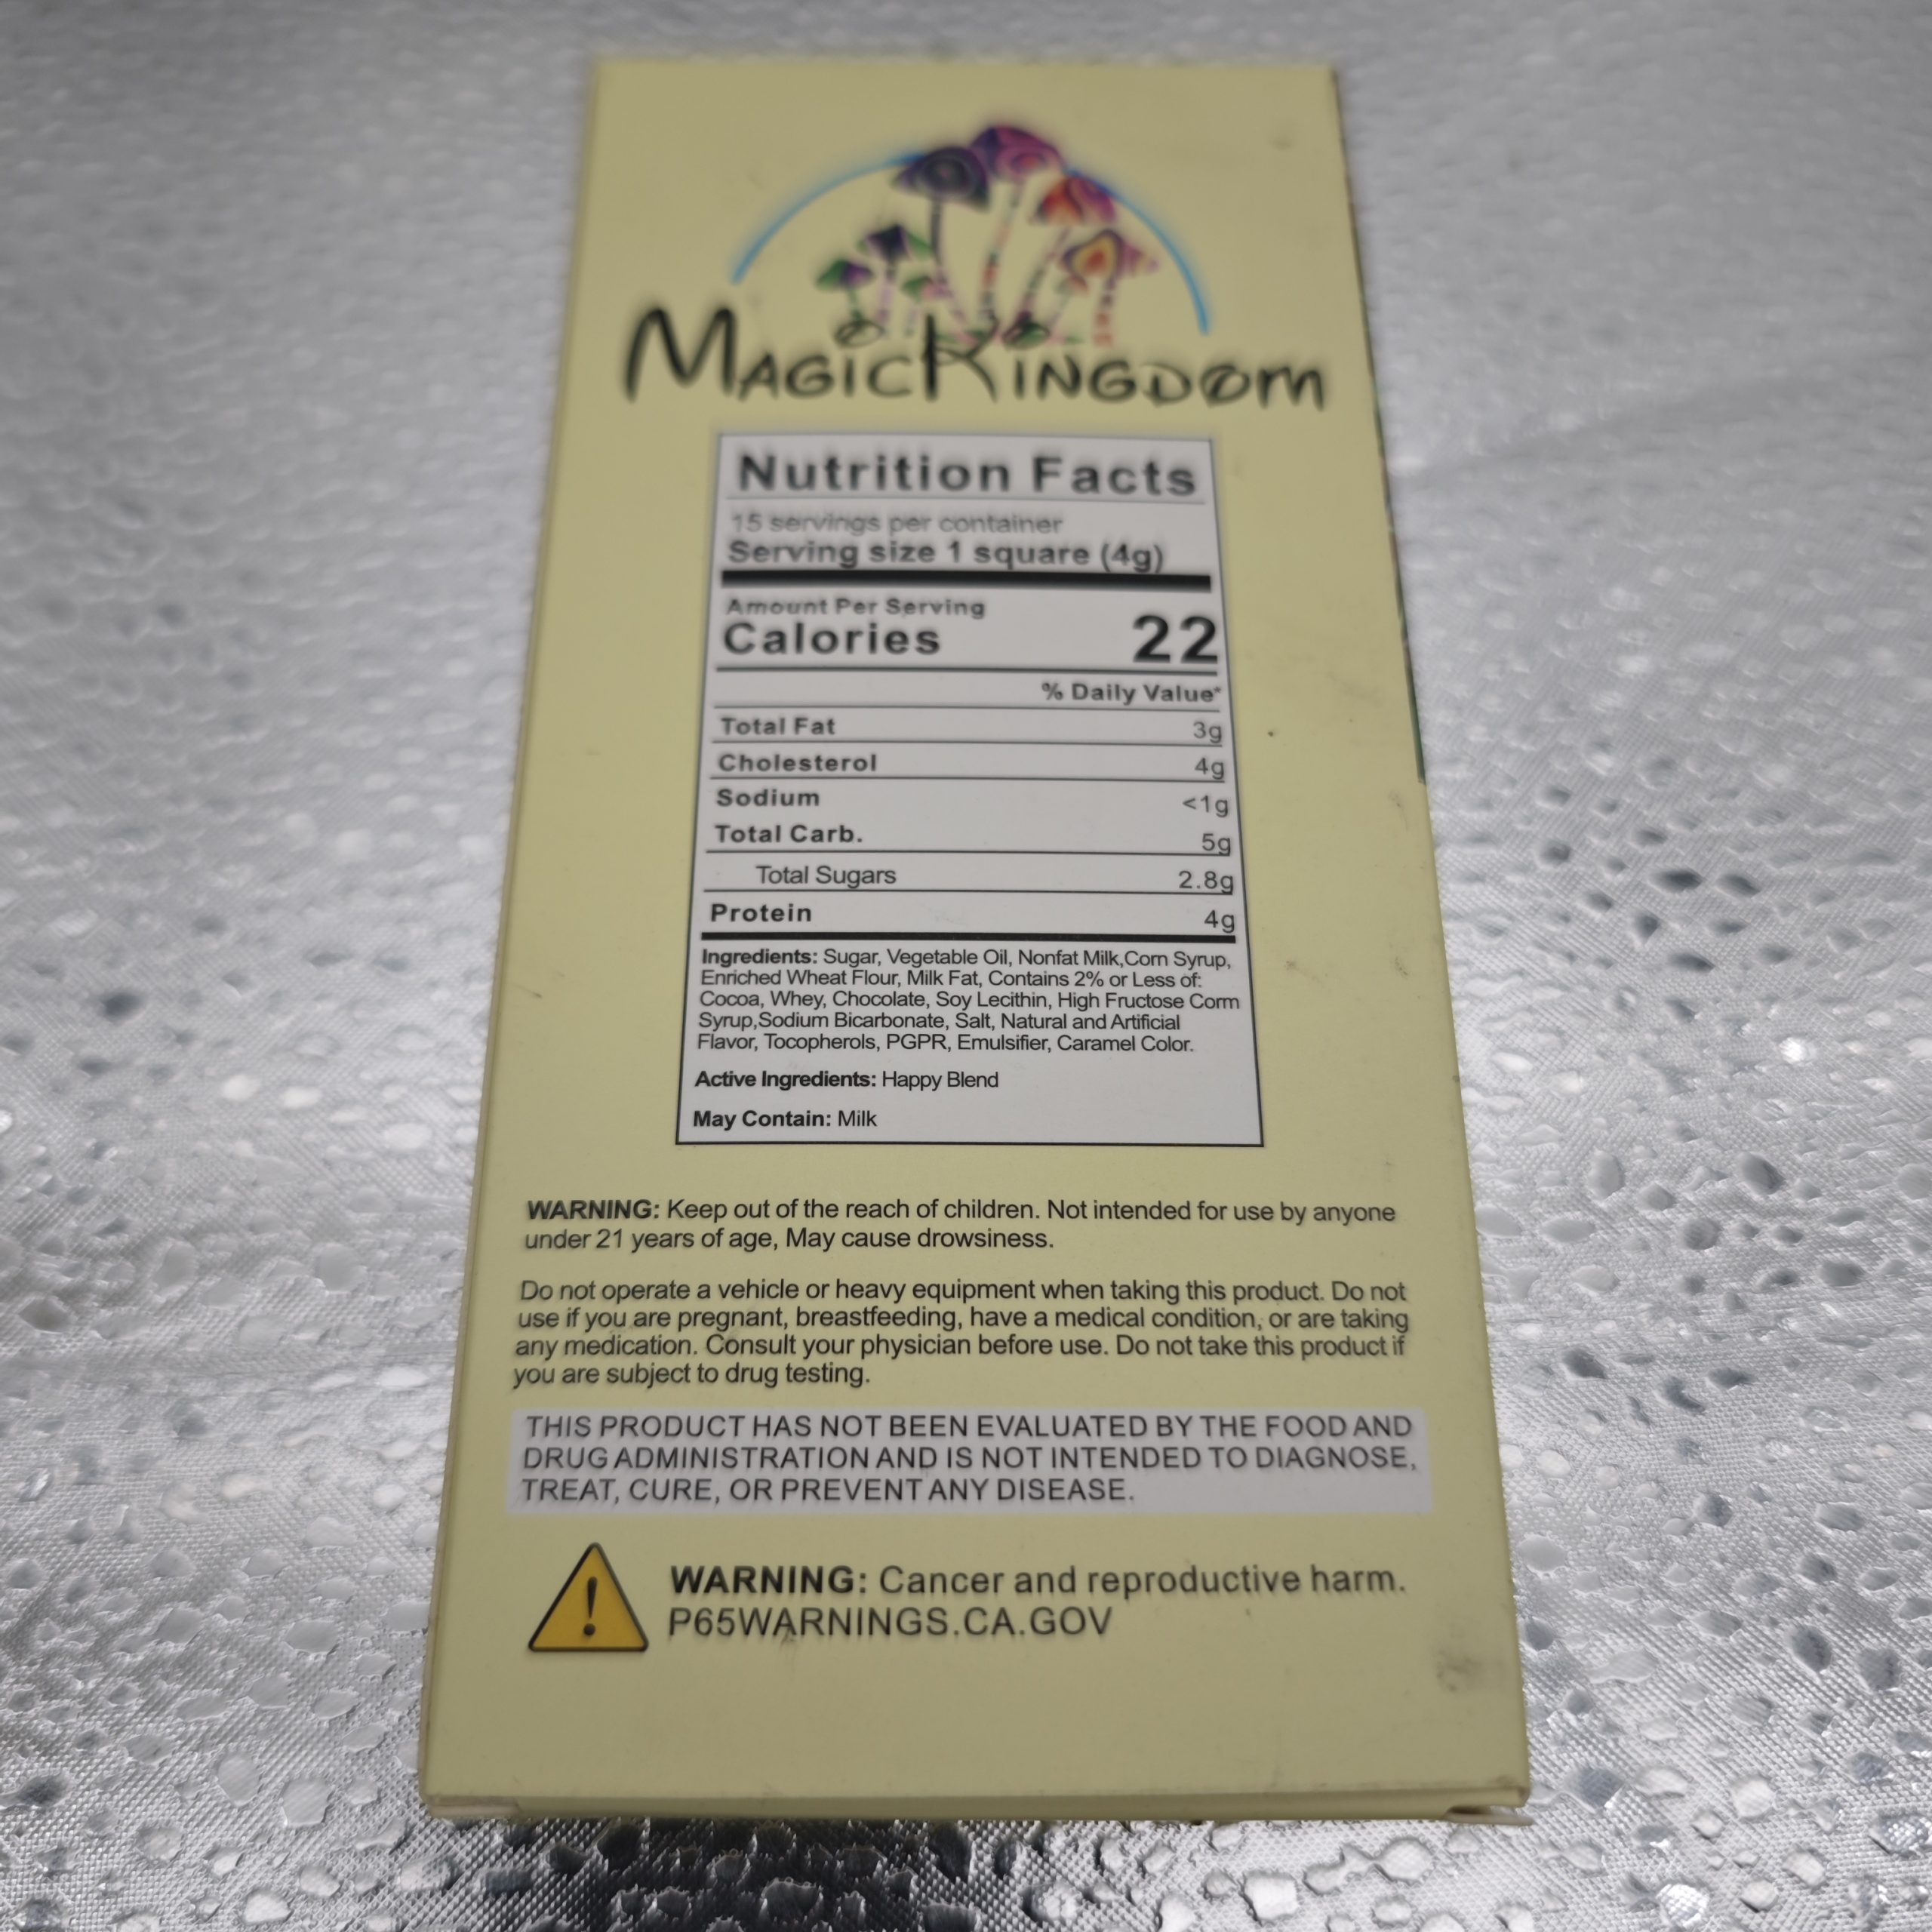 MagicKingdom
Nutrition Facts
15 servings per container
Serving size 1 square (4g)
Amount Per Serving
Calories 22
% Daily Value*
Total Fat 3g
Cholesterol 4g
Sodium <1g
Total Carb. 5g
Total Sugars 2.8g
Protein 4g
Ingredients: Sugar, Vegetable Oil, Nonfat Milk,Corn Syrup,
Enriched Wheat Flour, Milk Fat, Contains 2% or Less of:
Cocoa, Whey, Chocolate, Soy Lecithin, High Fructose Corm
Syrup,Sodium Bicarbonate, Salt, Natural and Artificial
Flavor, Tocopherols, PGPR, Emulsifier, Caramel Color.
Active Ingredients: Happy Blend
May Contain: Milk
WARNING: Keep out of the reach of children. Not intended for use by anyone
under 21 years of age, May cause drowsiness.
Do not operate a vehicle or heavy equipment when taking this product. Do not
use if you are pregnant, breastfeeding, have a medical condition, or are taking
any medication. Consult your physician before use. Do not take this product if
you are subject to drug testing.
THIS PRODUCT HAS NOT BEEN EVALUATED BY THE FOOD AND
DRUG ADMINISTRATION AND IS NOT INTENDED TO DIAGNOSE,
TREAT, CURE, OR PREVENT ANY DISEASE.
WARNING: Cancer and reproductive harm.
P65WARNINGS.CA.GOV